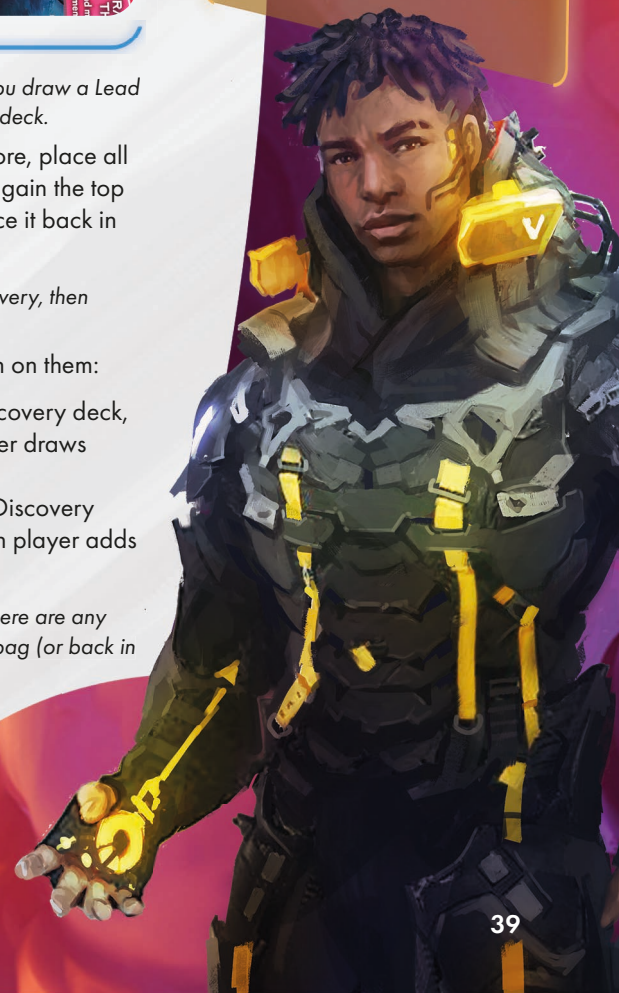 ou draw a Lead
deck.
ore, place all
gain the top
ce it back in
very, then
n on them:
covery deck,
er draws
Discovery
n player adds
ere are any
bag (or back in
39